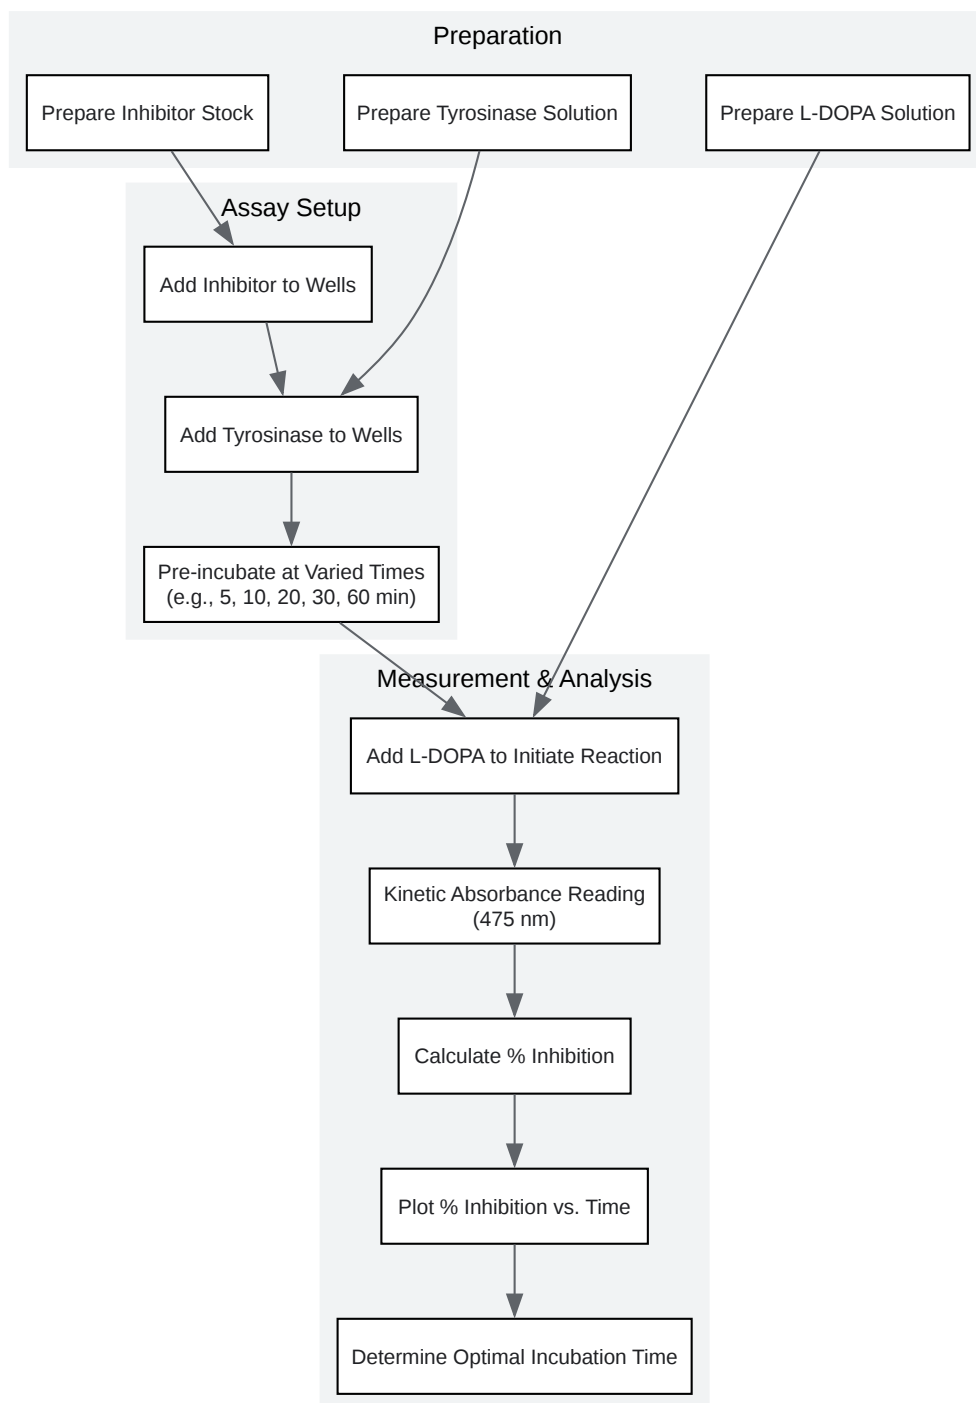 Preparation
Prepare Inhibitor Stock
Prepare Tyrosinase Solution
Prepare L-DOPA Solution
Assay Setup
Add Inhibitor to Wells
Add Tyrosinase to Wells
Pre-incubate at Varied Times
(e.g., 5, 10, 20, 30, 60 min)
Measurement & Analysis
Add L-DOPA to Initiate Reaction
Kinetic Absorbance Reading
(475 nm)
Calculate % Inhibition
Plot % Inhibition vs. Time
Determine Optimal Incubation Time